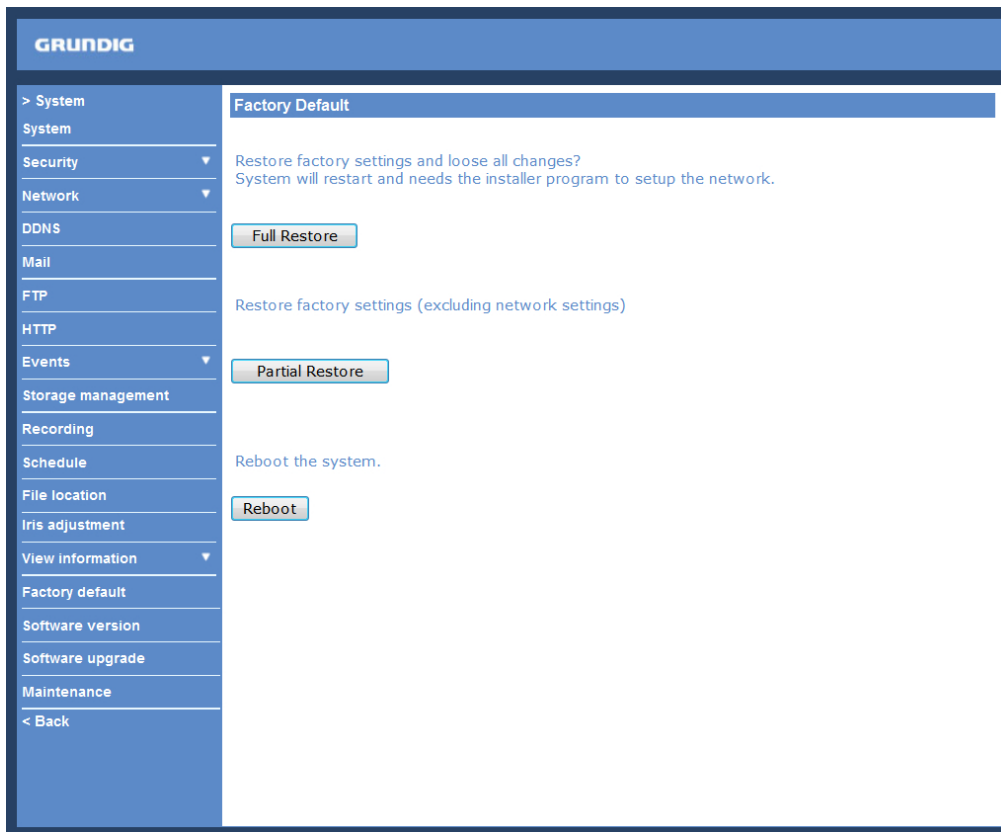 GRUNDIG
> System
System
Security
Network
DDNS
Mail
FTP
HTTP
Events
Storage management
Recording
Schedule
File location
Iris adjustment
View information
Factory default
Software version
Software upgrade
Maintenance
< Back
Factory Default
Restore factory settings and loose all changes?
System will restart and needs the installer program to setup the network.
Full Restore
Restore factory settings (excluding network settings)
Partial Restore
Reboot the system.
Reboot